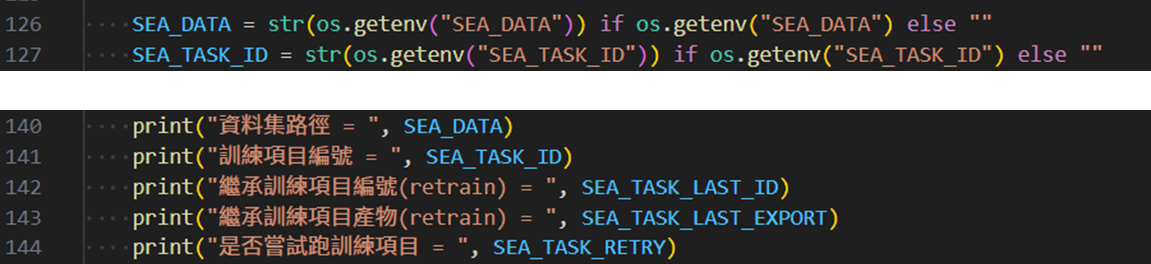 126 SEA_DATA = str(os.getenv("SEA_DATA")) if os.getenv("SEA_DATA") else ""
127 SEA_TASK_ID = str(os.getenv("SEA_TASK_ID")) if os.getenv("SEA_TASK_ID") else ""
140 print("資料集路徑 = ", SEA_DATA)
141 print("訓練項目編號 = ", SEA_TASK_ID)
142 print("繼承訓練項目編號(retrain) = ", SEA_TASK_LAST_ID)
143 print("繼承訓練項目產物(retrain) = ", SEA_TASK_LAST_EXPORT)
144 print("是否嘗試跑訓練項目 = ", SEA_TASK_RETRY)